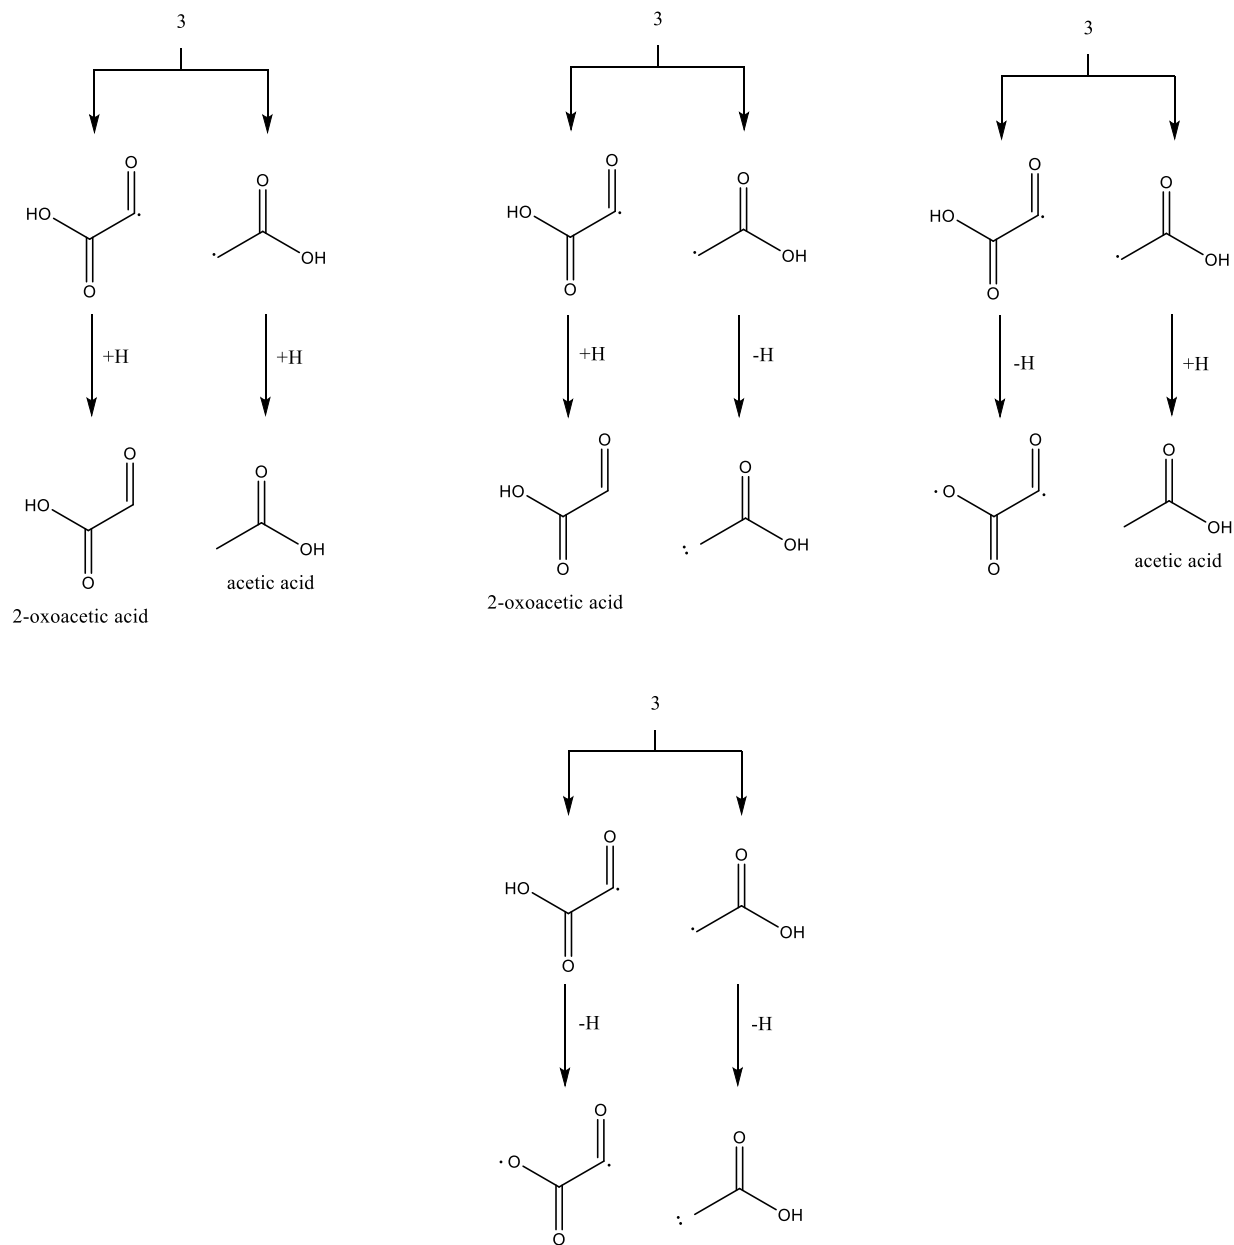 3 3 3
O O O
O O O
HO HO HO
OH OH OH
O O O
+H +H +H -H -H +H
O O O
O O O
HO HO · O
OH OH OH
O O O
acetic acid acetic acid
2-oxoacetic acid 2-oxoacetic acid
3
O
O
HO
OH
O
-H -H
O
O
· O
OH
O